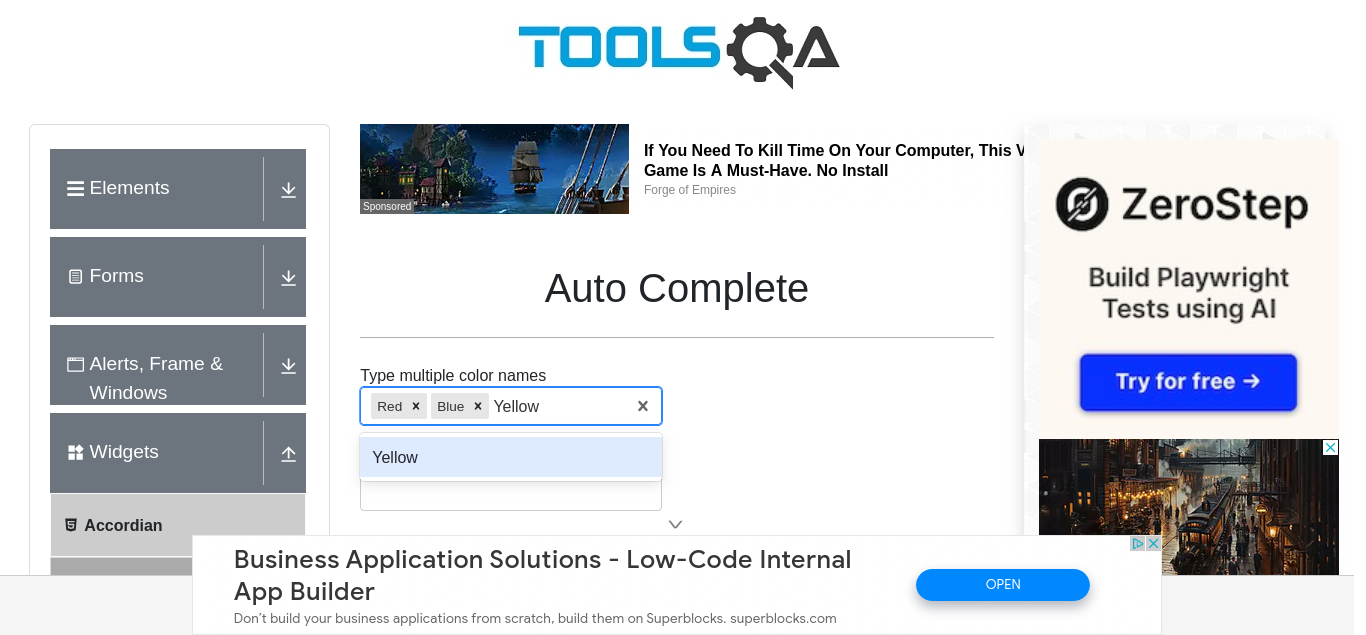 TOOLSQA
Elements
Forms
Alerts, Frame &
Windows
Widgets
Accordian
Sponsored
If You Need To Kill Time On Your Computer, This V
Game Is A Must-Have. No Install
Forge of Empires
Auto Complete
Type multiple color names
Red
Blue
Yellow
Yellow
ZeroStep
Build Playwright
Tests using AI
Try for free →
Business Application Solutions - Low-Code Internal
App Builder
Don't build your business applications from scratch, build them on Superblocks. superblocks.com
OPEN